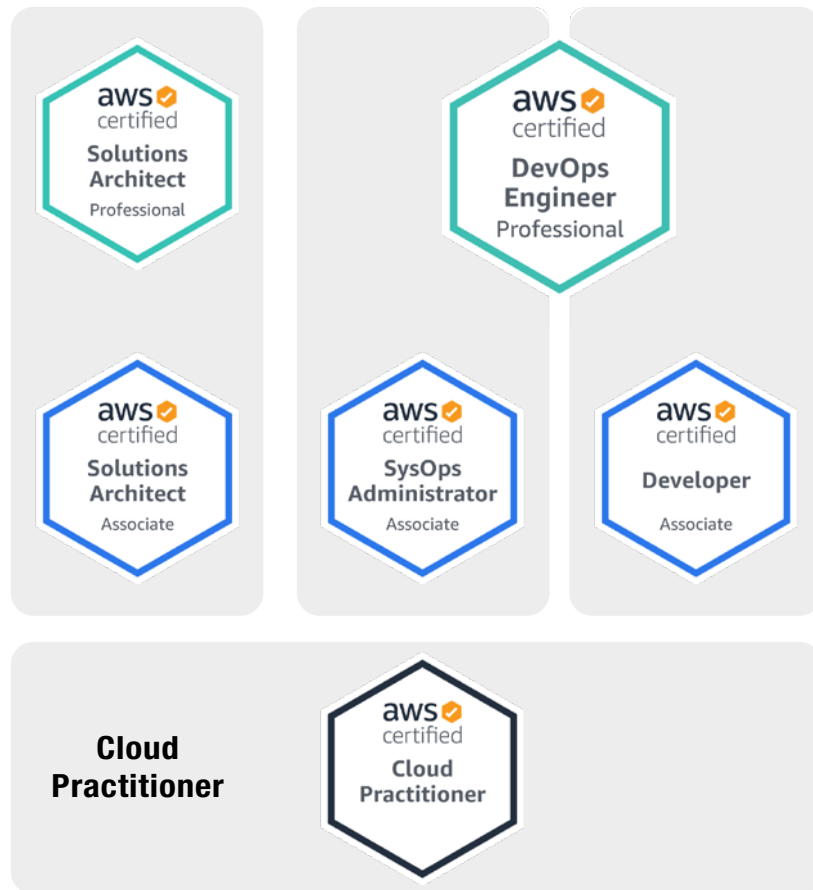 aws
certified
Solutions
Architect
Professional
aws
certified
DevOps
Engineer
Professional
aws
certified
Solutions
Architect
Associate
aws
certified
SysOps
Administrator
Associate
aws
certified
Developer
Associate
Cloud
Practitioner
aws
certified
Cloud
Practitioner